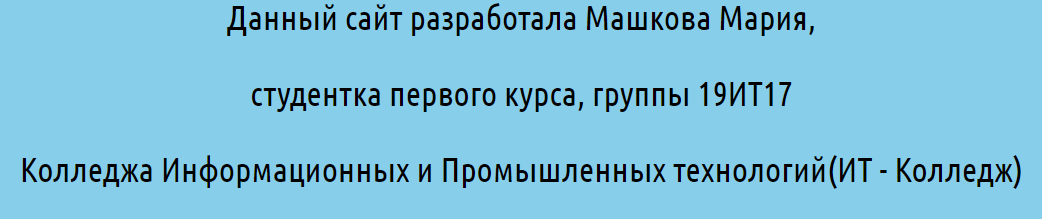 Данный сайт разработала Машкова Мария,
студентка первого курса, группы 19ИТ17
Колледжа Информационных и Промышленных технологий(ИТ - Колледж)